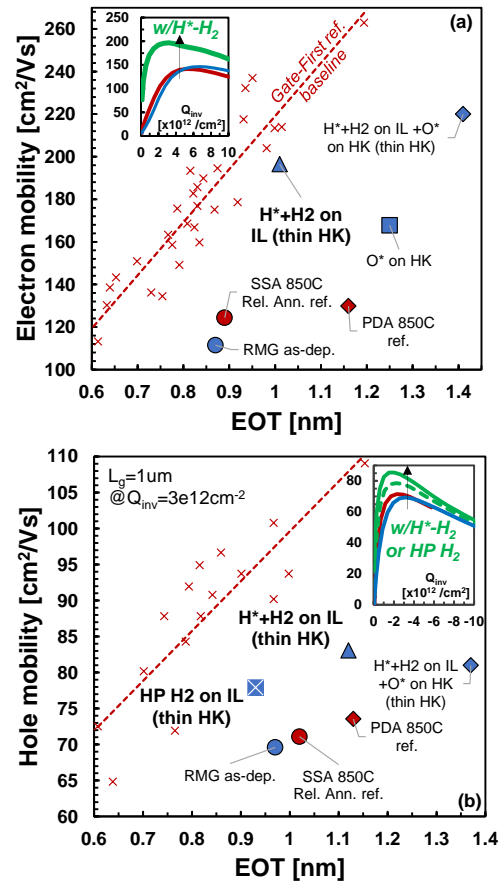 (a)
Electron mobility [cm²/Vs]
260
240
220
200
180
160
140
120
100
0.6 0.7 0.8 0.9 1 1.1 1.2 1.3 1.4
EOT [nm]
w/H*-H₂
250
200
150
100
50
0
0 2 4 6 8 10
Q_inv
[x10¹² /cm²]
Gate-First ref.
baseline
H*+H2 on IL +O*
on HK (thin HK)
H*+H2 on
IL (thin HK)
O* on HK
SSA 850C
Rel. Ann. ref.
PDA 850C
ref.
RMG as-dep.
Hole mobility [cm²/Vs]
110
105
100
95
90
85
80
75
70
65
60
0.6 0.7 0.8 0.9 1 1.1 1.2 1.3 1.4
EOT [nm]
L_g=1um
@Q_inv=3e12cm⁻²
80
60
40
20
0
0 -2 -4 -6 -8 -10
w/H*-H₂
or HP H₂
Q_inv
[x10¹² /cm²]
H*+H2 on IL
(thin HK)
H*+H2 on IL
+O* on HK
(thin HK)
HP H2 on IL
(thin HK)
PDA 850C
ref.
RMG as-dep.
SSA 850C
Rel. Ann. ref.
(b)